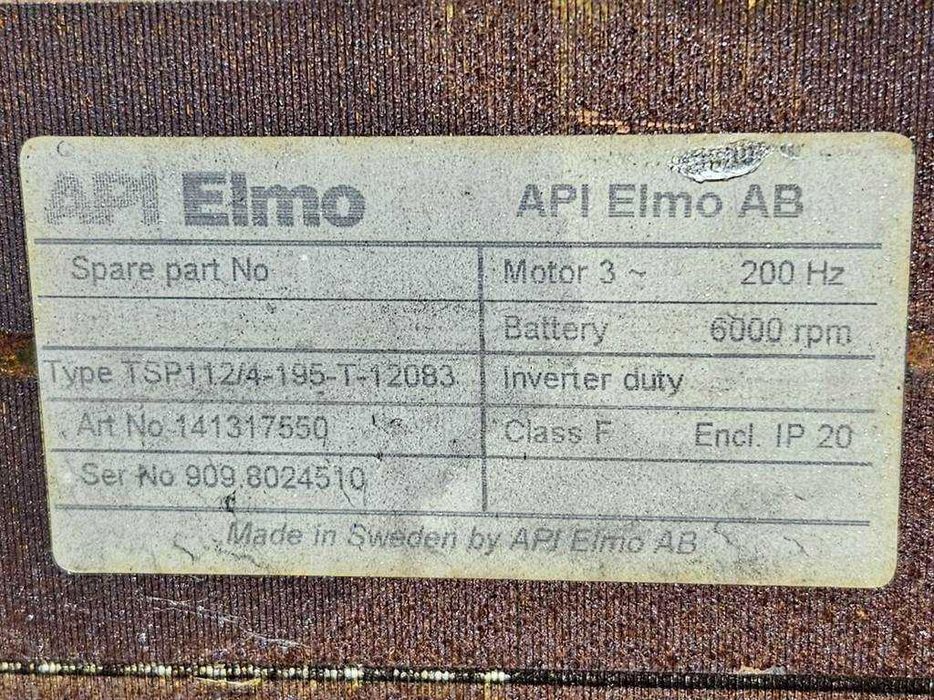 API Elmo API Elmo AB
Spare part No Motor 3 ~ 200 Hz
Battery 6000 rpm
Type TSP112/4-195-T-12083 Inverter duty
Art No 141317550 Class F Encl. IP 20
Ser No 909 8024510
Made in Sweden by API Elmo AB